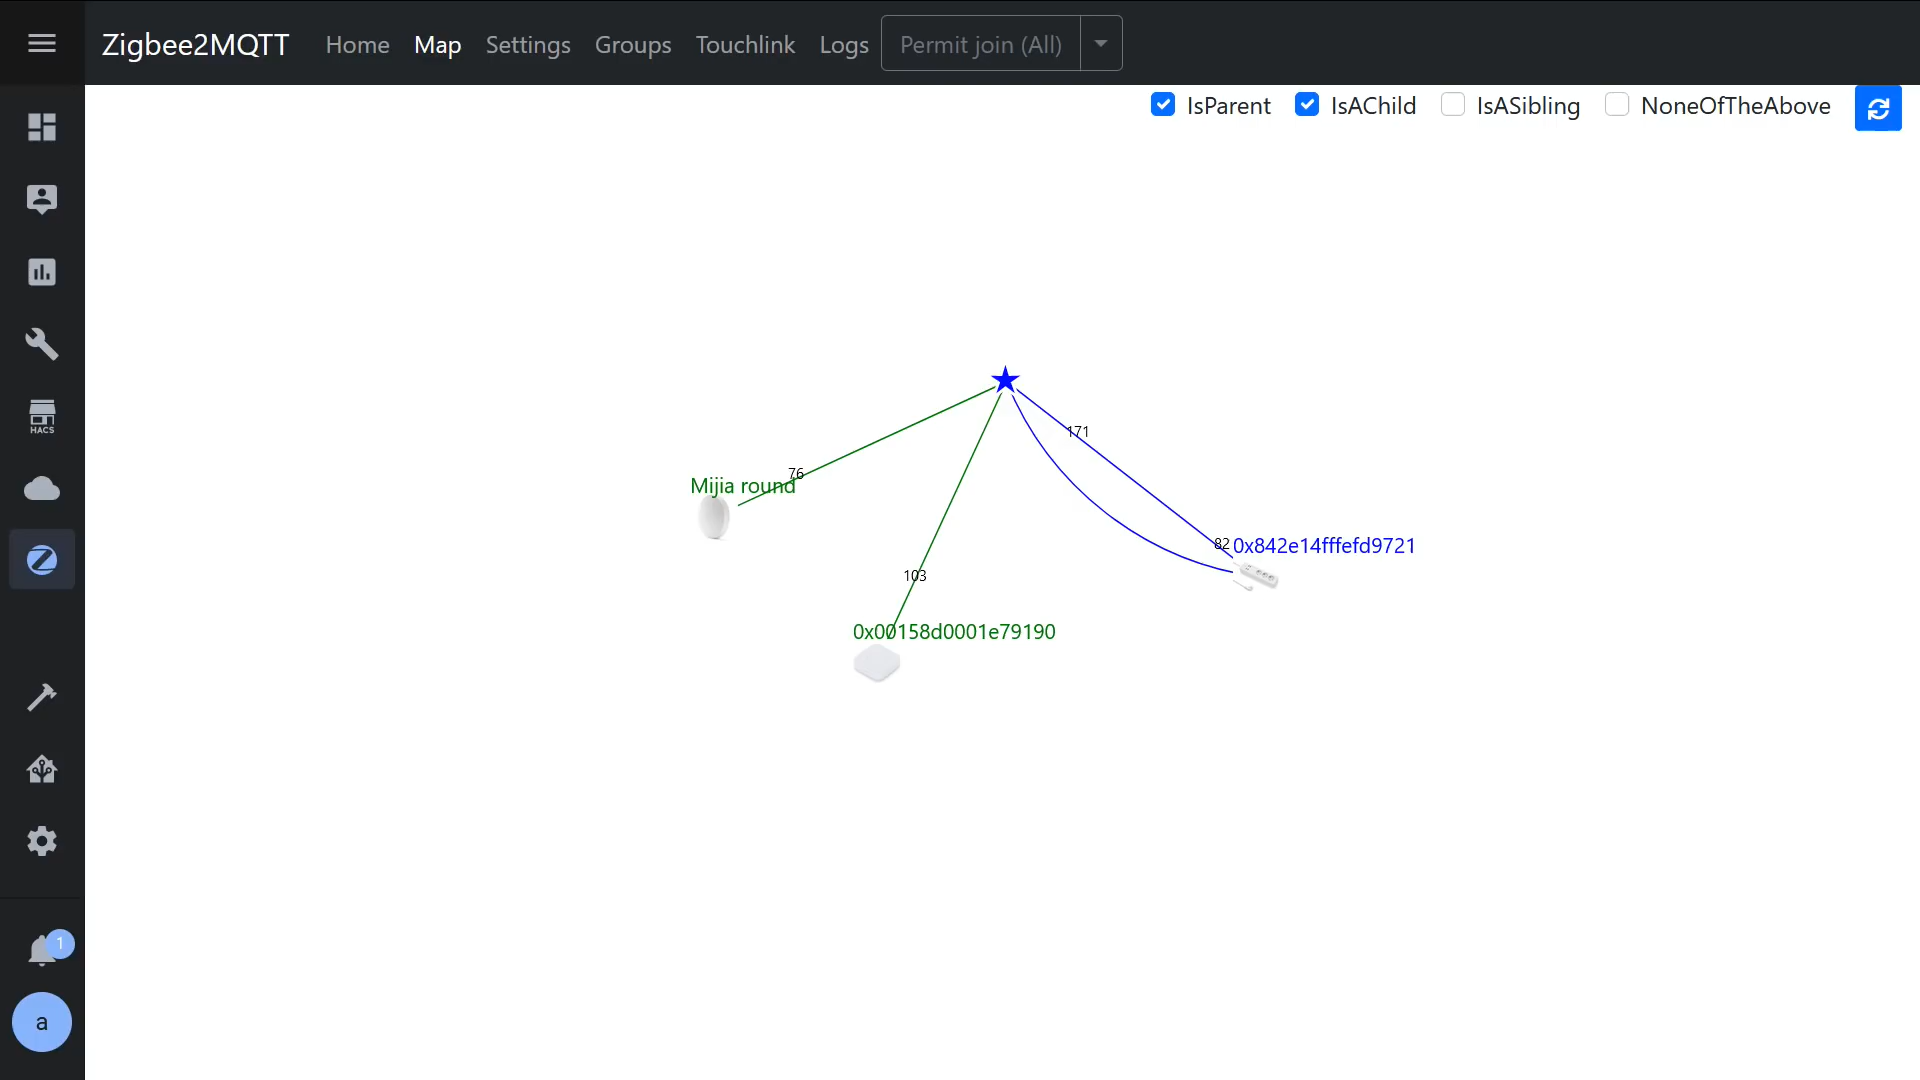 Zigbee2MQTT Home Map Settings Groups Touchlink Logs Permit join (All)
IsParent IsAChild IsASibling NoneOfTheAbove
HACS
171
76
Mijia round
82 0x842e14fffefd9721
103
0x00158d0001e79190
1
a